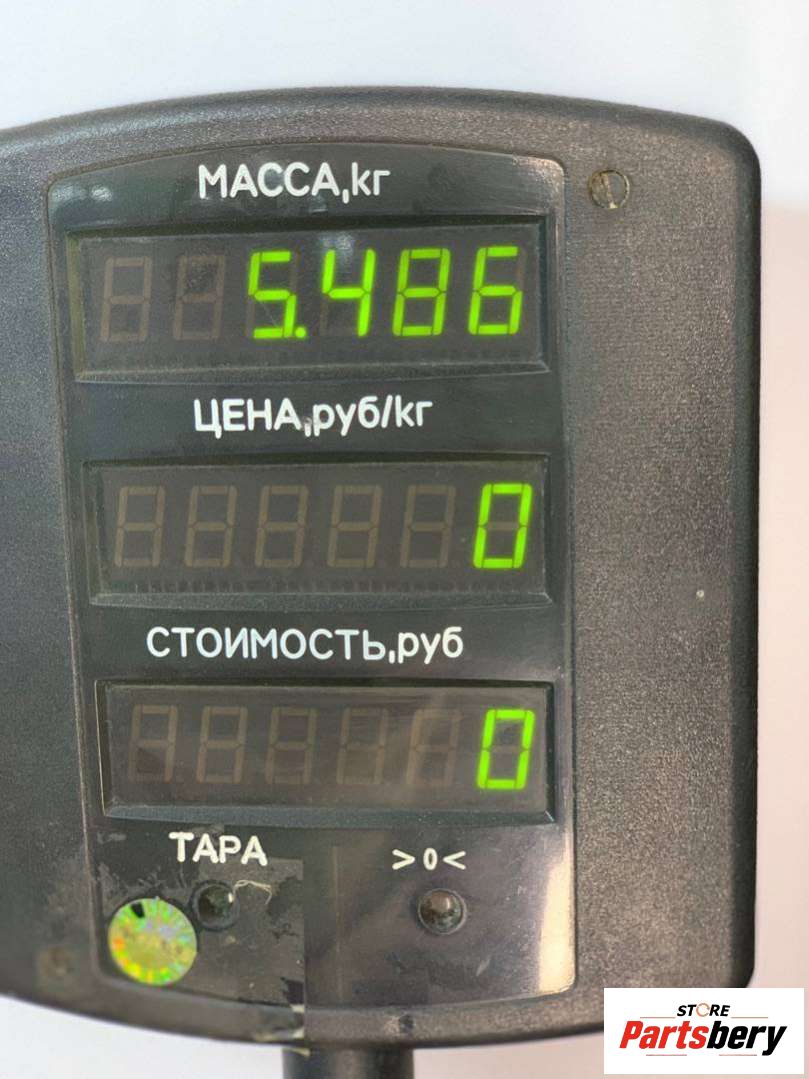 МАССА,кг
5.486
ЦЕНА,руб/кг
0
СТОИМОСТЬ,руб
0
ТАРА >0<
STORE
Partsbery